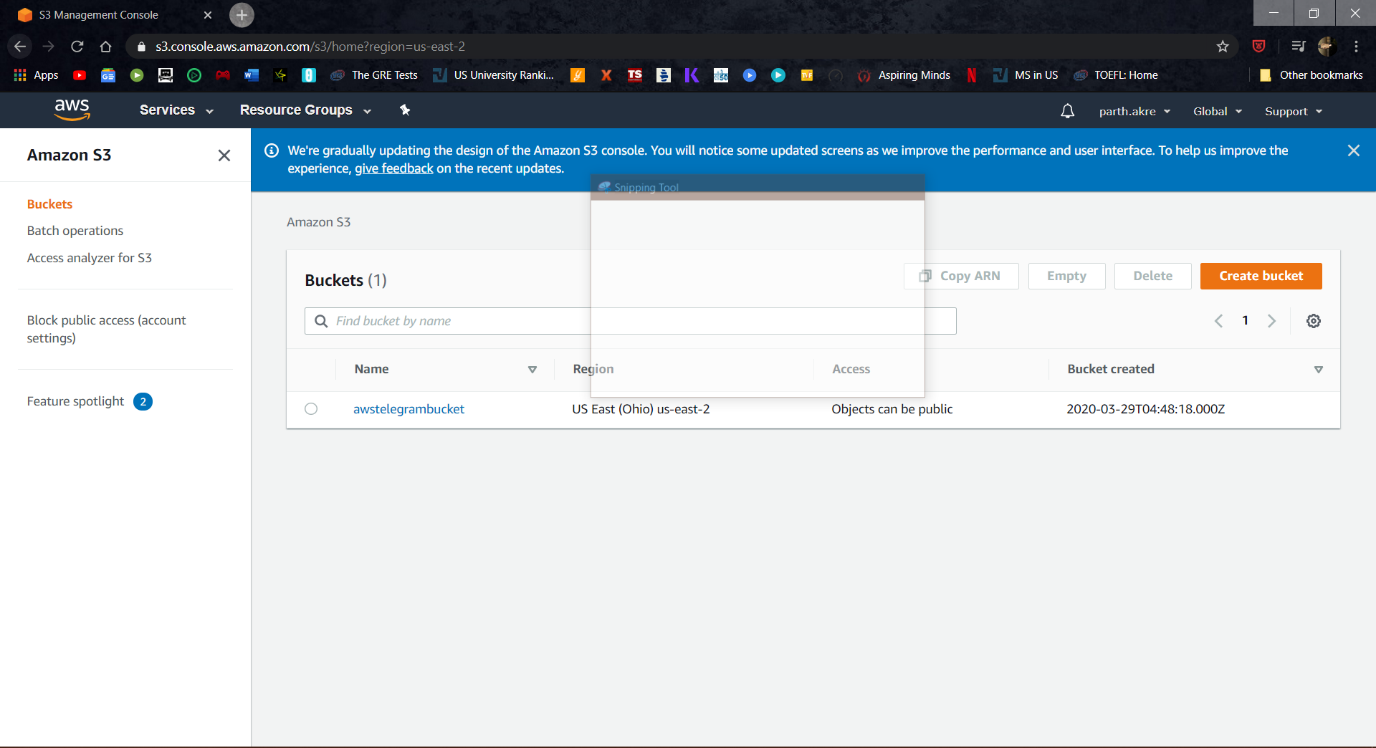 S3 Management Console
s3.console.aws.amazon.com/s3/home?region=us-east-2
Apps
The GRE Tests
US University Ranki...
TS
Aspiring Minds
MS in US
TOEFL: Home
Other bookmarks
aws
Services
Resource Groups
parth.akre
Global
Support
Amazon S3
We're gradually updating the design of the Amazon S3 console. You will notice some updated screens as we improve the performance and user interface. To help us improve the
experience, give feedback on the recent updates.
Snipping Tool
Buckets
Batch operations
Access analyzer for S3
Block public access (account
settings)
Feature spotlight 2
Amazon S3
Buckets (1)
Copy ARN
Empty
Delete
Create bucket
Find bucket by name
1
Name
Region
Access
Bucket created
awstelegrambucket
US East (Ohio) us-east-2
Objects can be public
2020-03-29T04:48:18.000Z